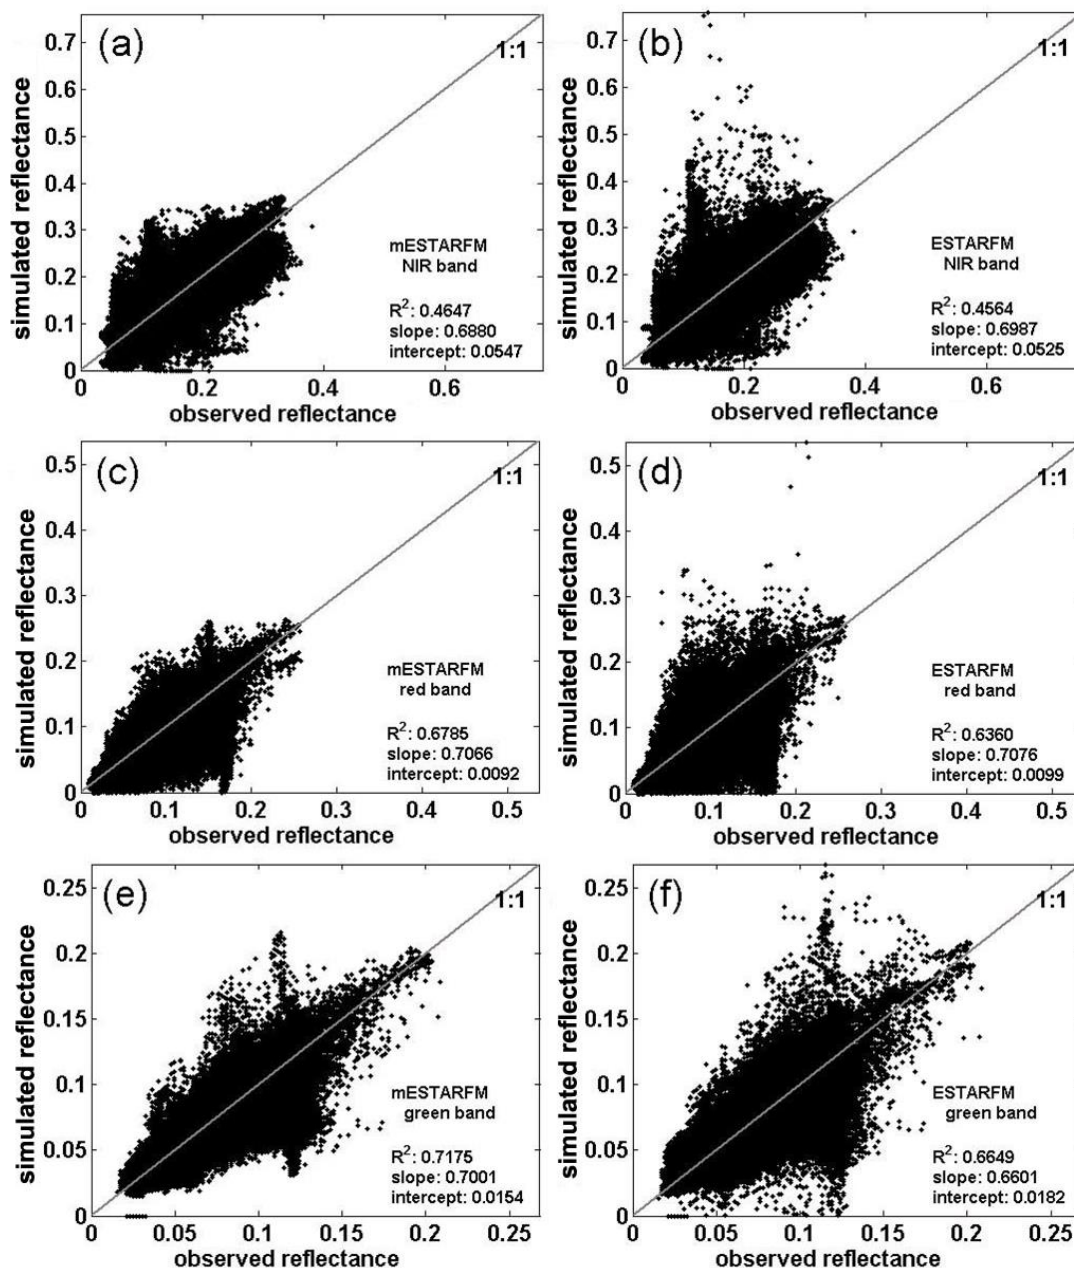 (a)
1:1
simulated reflectance
0.7
0.6
0.5
0.4
0.3
0.2
0.1
0
mESTARFM
NIR band
R²: 0.4647
slope: 0.6880
intercept: 0.0547
0 0.2 0.4 0.6
observed reflectance
(b)
1:1
simulated reflectance
0.7
0.6
0.5
0.4
0.3
0.2
0.1
0
ESTARFM
NIR band
R²: 0.4564
slope: 0.6987
intercept: 0.0525
0 0.2 0.4 0.6
observed reflectance
(c)
1:1
simulated reflectance
0.5
0.4
0.3
0.2
0.1
0
mESTARFM
red band
R²: 0.6785
slope: 0.7066
intercept: 0.0092
0 0.1 0.2 0.3 0.4 0.5
observed reflectance
(d)
1:1
simulated reflectance
0.5
0.4
0.3
0.2
0.1
0
ESTARFM
red band
R²: 0.6360
slope: 0.7076
intercept: 0.0099
0 0.1 0.2 0.3 0.4 0.5
observed reflectance
(e)
1:1
simulated reflectance
0.25
0.2
0.15
0.1
0.05
0
mESTARFM
green band
R²: 0.7175
slope: 0.7001
intercept: 0.0154
0 0.05 0.1 0.15 0.2 0.25
observed reflectance
(f)
1:1
simulated reflectance
0.25
0.2
0.15
0.1
0.05
0
ESTARFM
green band
R²: 0.6649
slope: 0.6601
intercept: 0.0182
0 0.05 0.1 0.15 0.2 0.25
observed reflectance